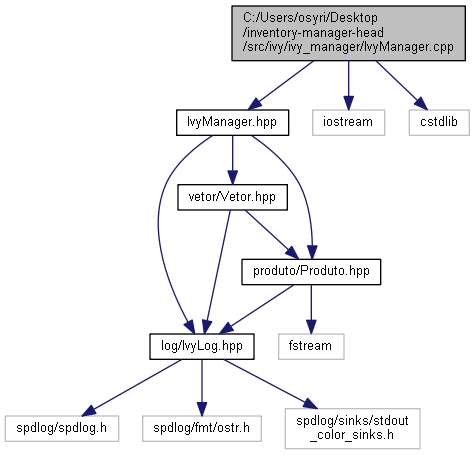 C:/Users/osyri/Desktop
/inventory-manager-head
/src/ivy/ivy_manager/IvyManager.cpp
IvyManager.hpp
iostream
cstdlib
vetor/Vetor.hpp
produto/Produto.hpp
log/IvyLog.hpp
fstream
spdlog/spdlog.h
spdlog/fmt/ostr.h
spdlog/sinks/stdout
_color_sinks.h